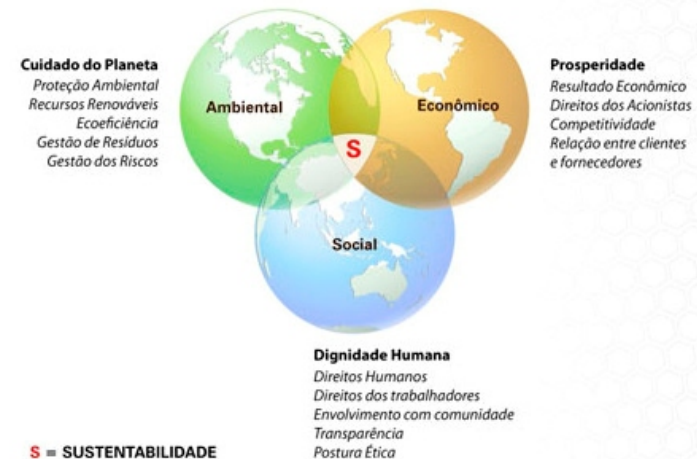 Cuidado do Planeta
Proteção Ambiental
Recursos Renováveis
Ecoeficiência
Gestão de Resíduos
Gestão dos Riscos
Ambiental
Econômico
S
Social
Prosperidade
Resultado Econômico
Direitos dos Acionistas
Competitividade
Relação entre clientes
e fornecedores
Dignidade Humana
Direitos Humanos
Direitos dos trabalhadores
Envolvimento com comunidade
Transparência
Postura Ética
S = SUSTENTABILIDADE